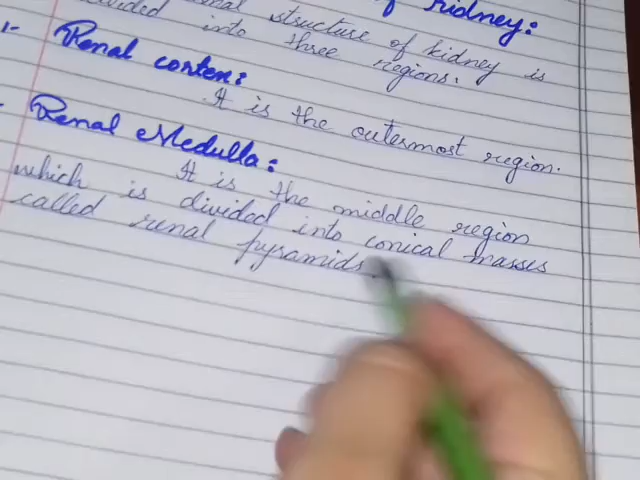 of Kidney:
structure of kidney is
divided into three regions.
1- Renal cortex:
It is the outermost region.
Renal Medulla:
It is the middle region
which is divided into conical masses
called renal pyramids.